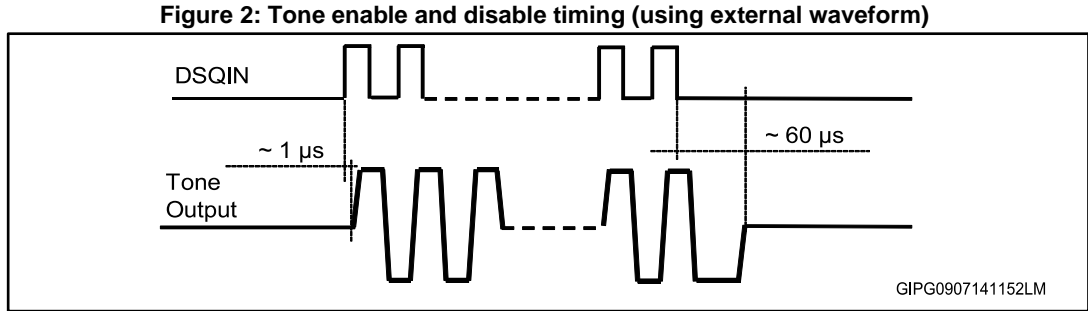 Figure 2: Tone enable and disable timing (using external waveform)
DSQIN
~ 1 µs
~ 60 µs
Tone
Output
GIPG0907141152LM